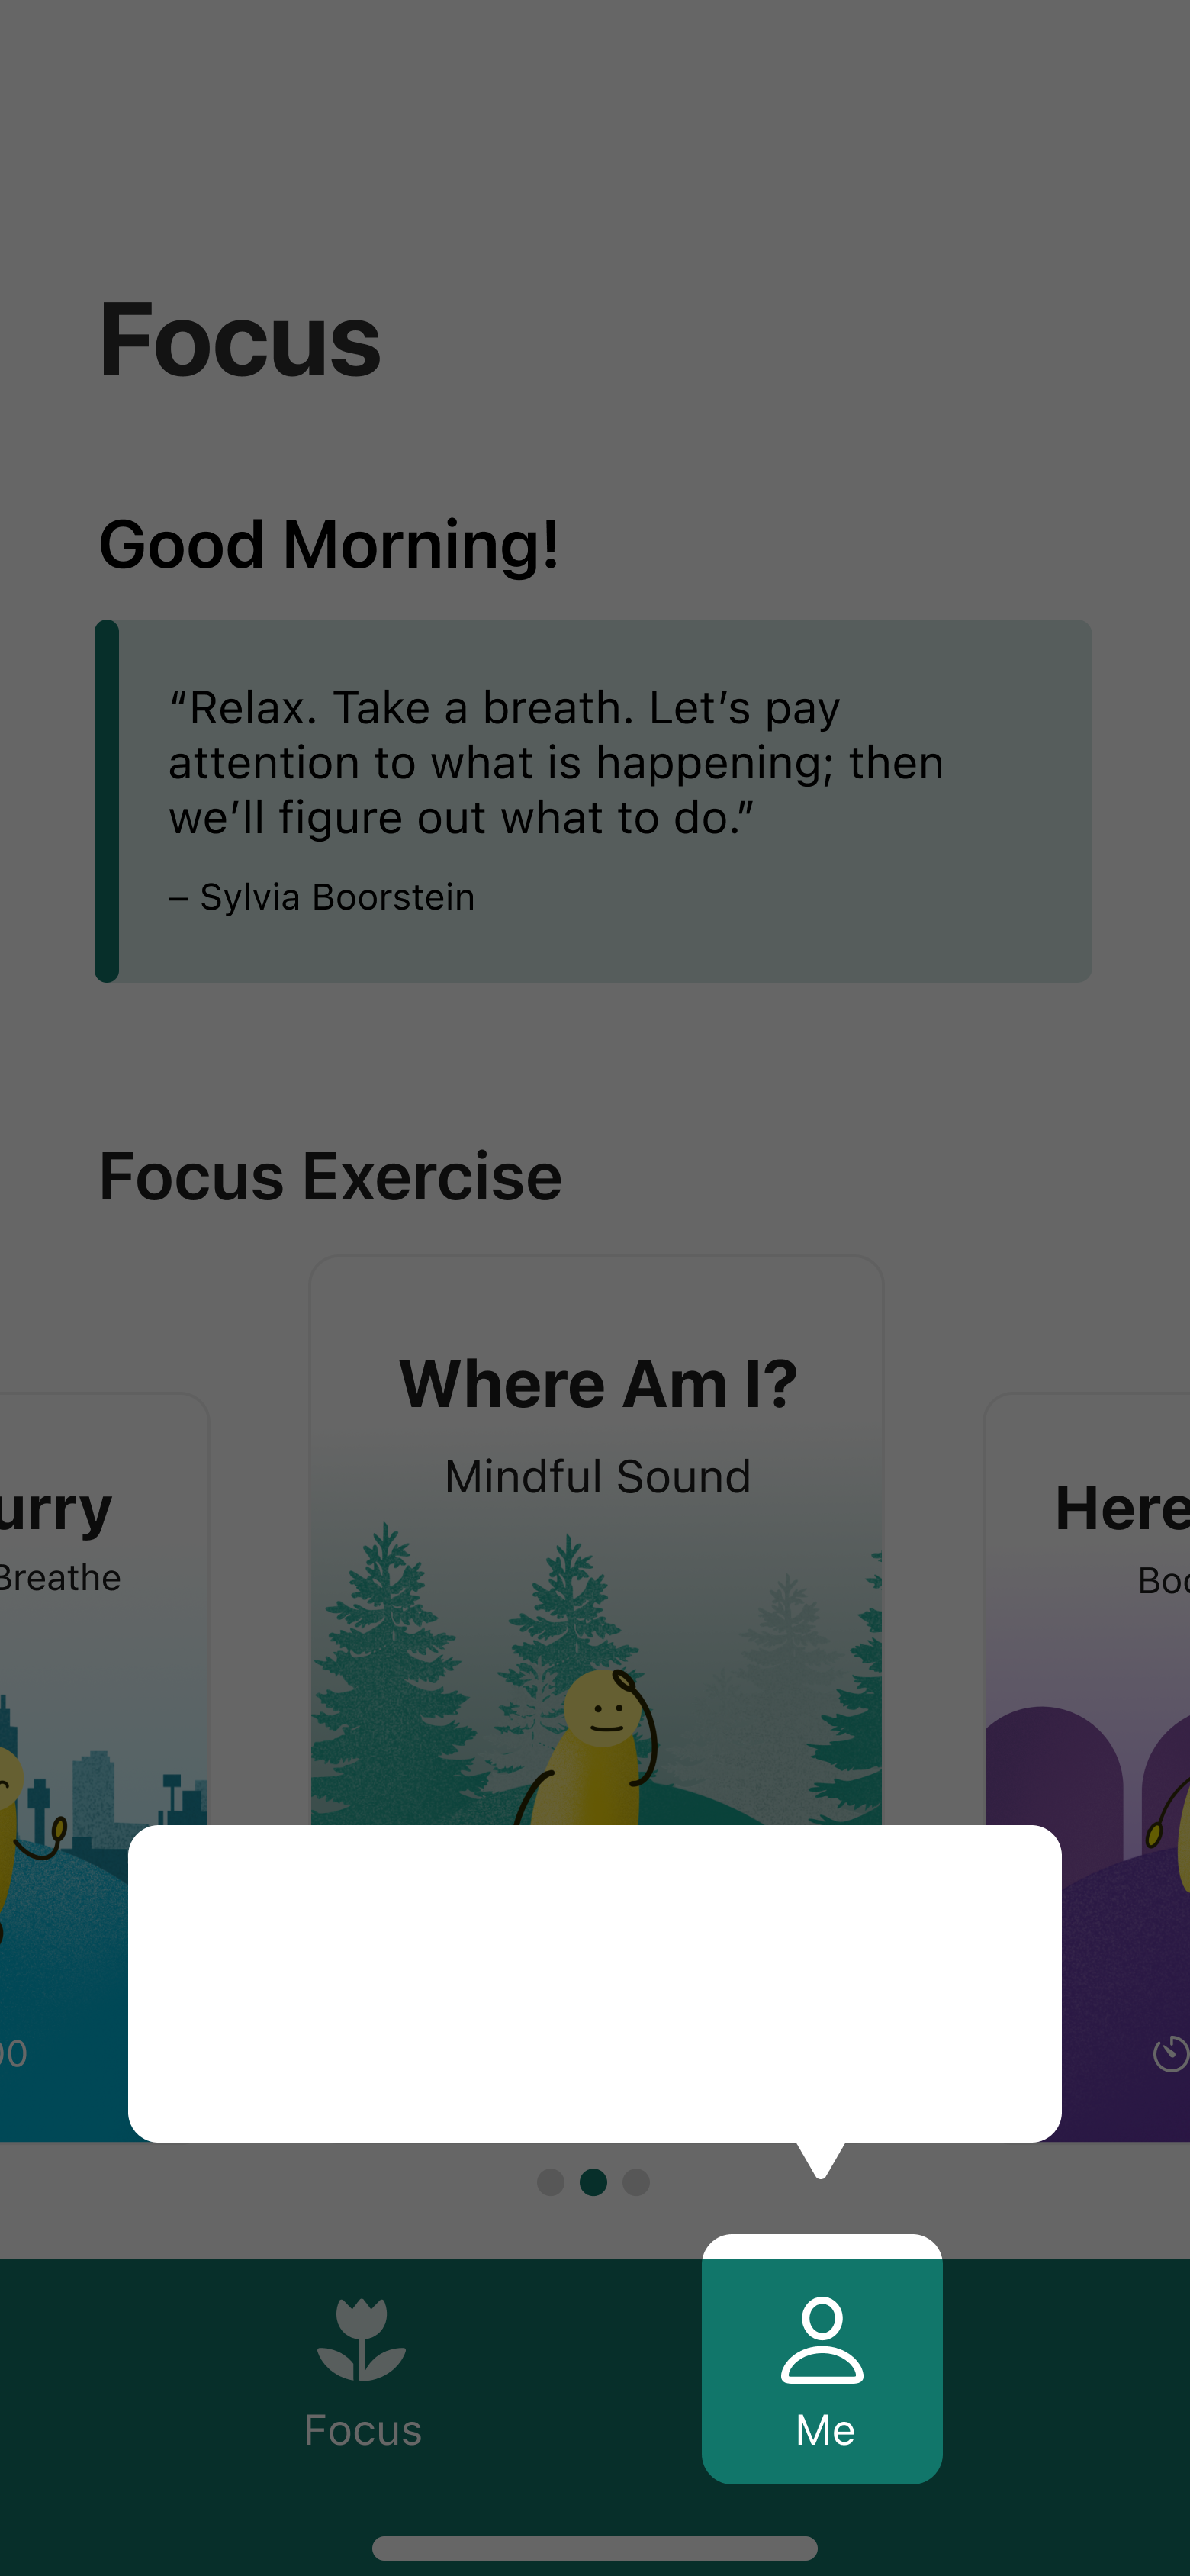 Focus
Good Morning!
“Relax. Take a breath. Let’s pay
attention to what is happening; then
we’ll figure out what to do.”
– Sylvia Boorstein
Focus Exercise
Where Am I?
Mindful Sound
urry
Breathe
Here
Boo
00
Focus
Me